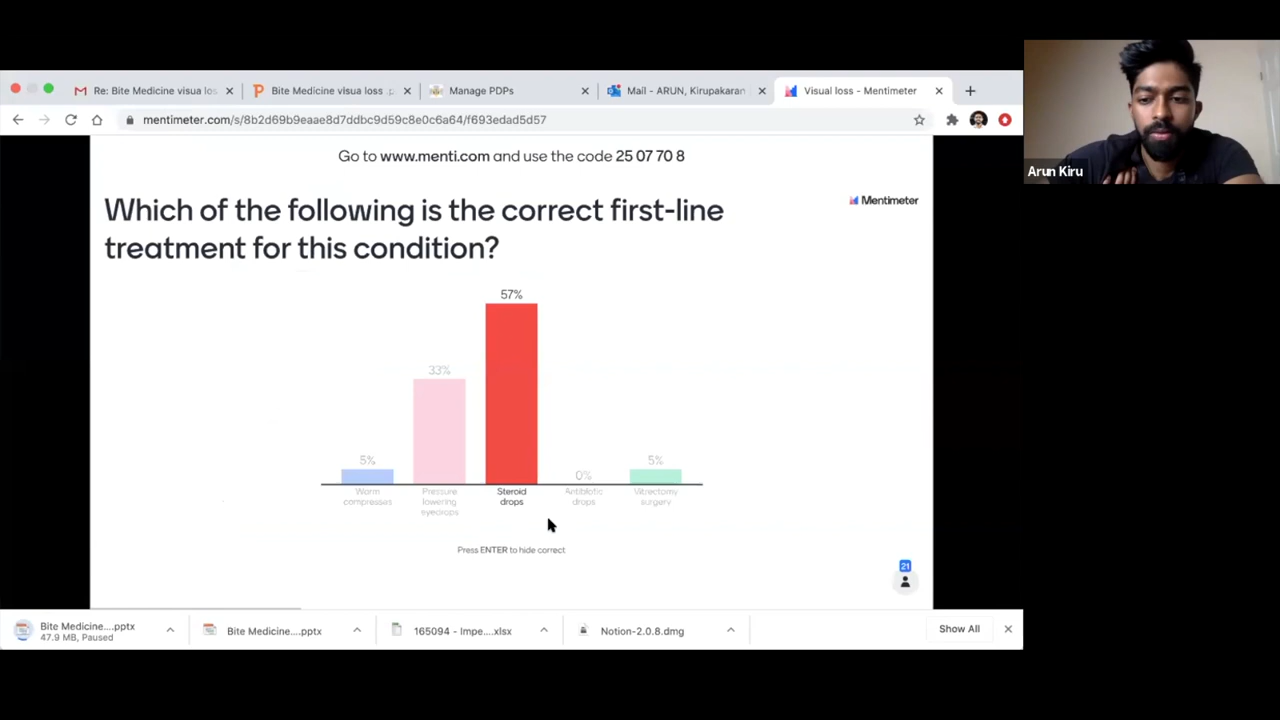 Re: Bite Medicine visua los
Bite Medicine visua loss .p
Manage PDPs
Mail - ARUN, Kirupakaran
Visual loss - Mentimeter
mentimeter.com/s/8b2d69b9eaae8d7ddbc9d59c8e0c6a64/f693edad5d57
Arun Kiru
Go to www.menti.com and use the code 25 07 70 8
Mentimeter
Which of the following is the correct first-line
treatment for this condition?
57%
33%
5%
0%
5%
Warm
compresses
Pressure
lowering
eyedrops
Steroid
drops
Antibiotic
drops
Vitrectomy
surgery
Press ENTER to hide correct
21
Bite Medicine....pptx
47.9 MB, Paused
Bite Medicine....pptx
165094 - Impe....xlsx
Notion-2.0.8.dmg
Show All